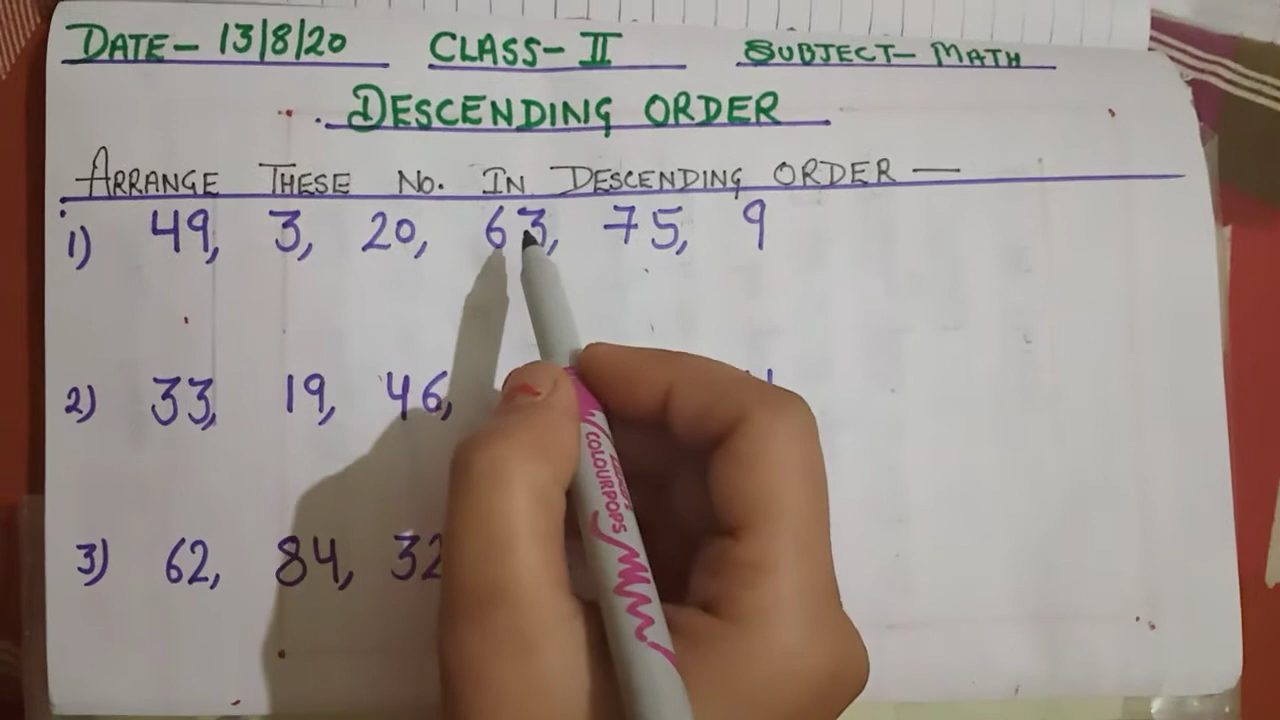 DATE- 13/8/20 CLASS- II SUBJECT- MATH
DESCENDING ORDER
ARRANGE THESE No. IN DESCENDING ORDER —
1) 49, 3, 20, 63, 75, 9
2) 33, 19, 46,
3) 62, 84, 32
COLOURPOPS